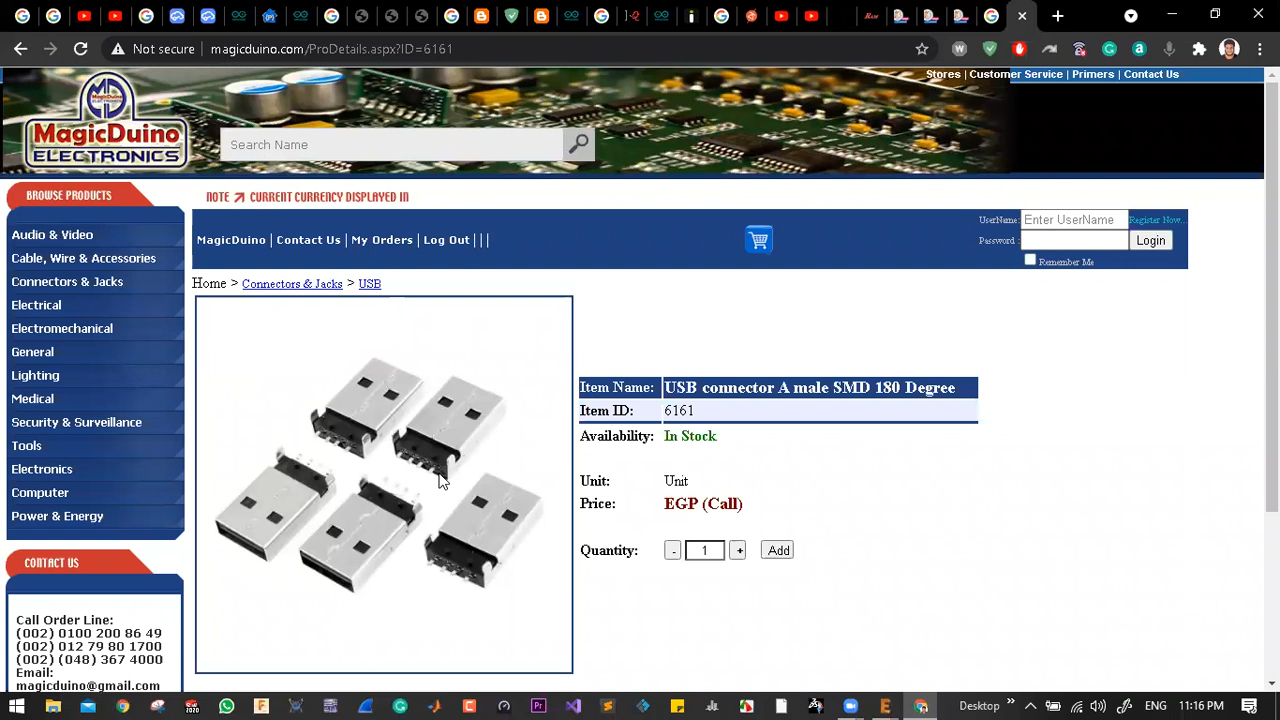 Not secure | magicduino.com/ProDetails.aspx?ID=6161
Stores | Customer Service | Primers | Contact Us
MAGIC DUINO
MagicDuino
ELECTRONICS
Search Name
BROWSE PRODUCTS
Audio & Video
Cable, Wire & Accessories
Connectors & Jacks
Electrical
Electromechanical
General
Lighting
Medical
Security & Surveillance
Tools
Electronics
Computer
Power & Energy
CONTACT US
Call Order Line:
(002) 0100 200 86 49
(002) 012 79 80 1700
(002) (048) 367 4000
Email:
magicduino@gmail.com
NOTE CURRENT CURRENCY DISPLAYED IN
MagicDuino | Contact Us | My Orders | Log Out | | |
UserName: Enter UserName Register Now...
Password : Login
Remember Me
Home > Connectors & Jacks > USB
Item Name: USB connector A male SMD 180 Degree
Item ID: 6161
Availability: In Stock
Unit: Unit
Price: EGP (Call)
Quantity: - 1 + Add
Desktop
11:16 PM